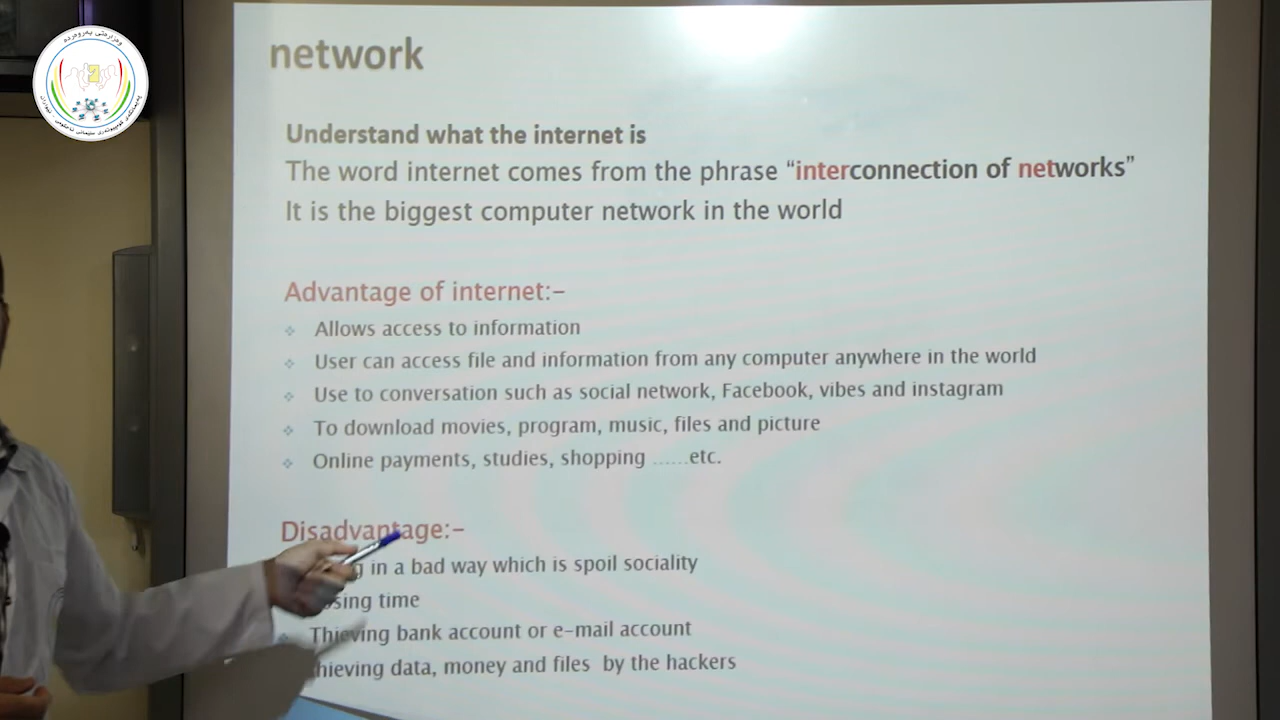 وەزارەتی پەروەردە
network
Understand what the internet is
The word internet comes from the phrase “interconnection of networks”
It is the biggest computer network in the world
Advantage of internet:-
Allows access to information
User can access file and information from any computer anywhere in the world
Use to conversation such as social network, Facebook, vibes and instagram
To download movies, program, music, files and picture
Online payments, studies, shopping ......etc.
Disadvantage:-
in a bad way which is spoil sociality
time
Thieving bank account or e-mail account
data, money and files by the hackers